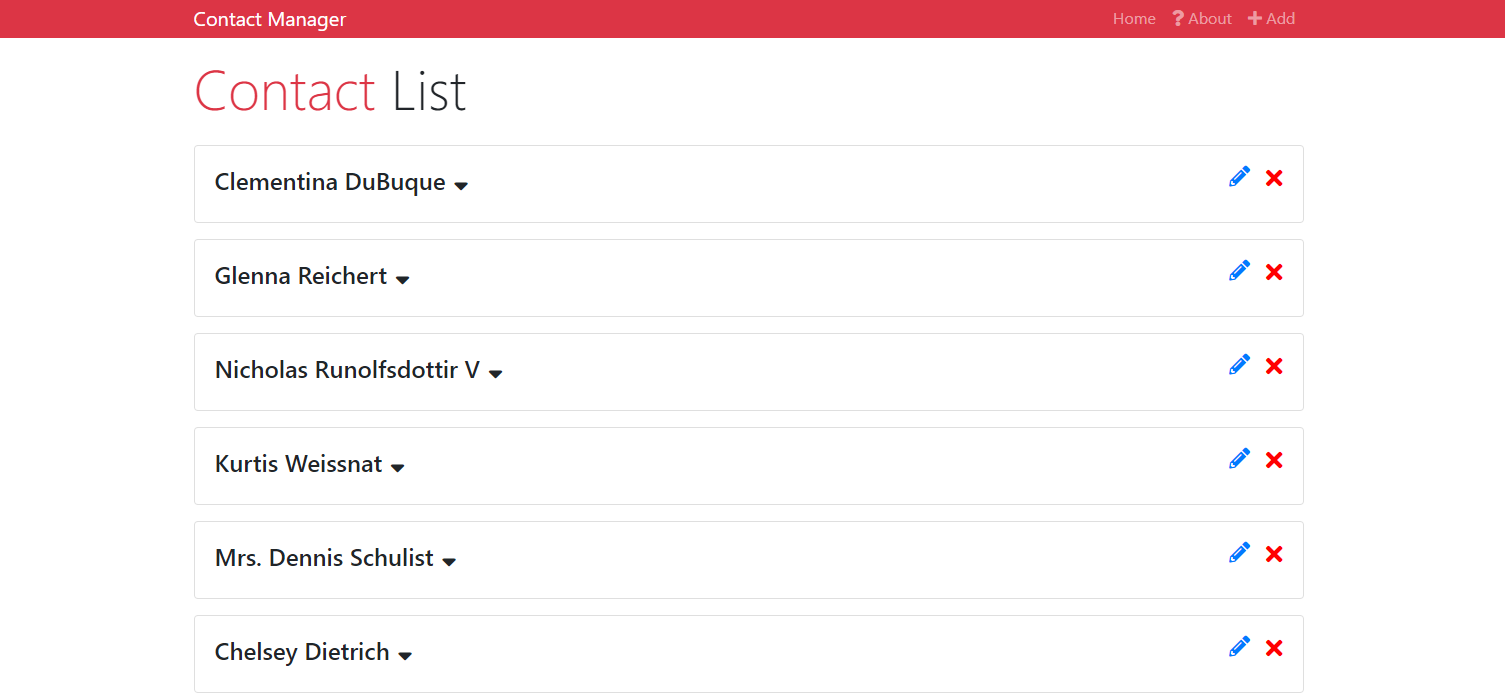 Contact Manager Home About Add
Contact List
Clementina DuBuque
Glenna Reichert
Nicholas Runolfsdottir V
Kurtis Weissnat
Mrs. Dennis Schulist
Chelsey Dietrich